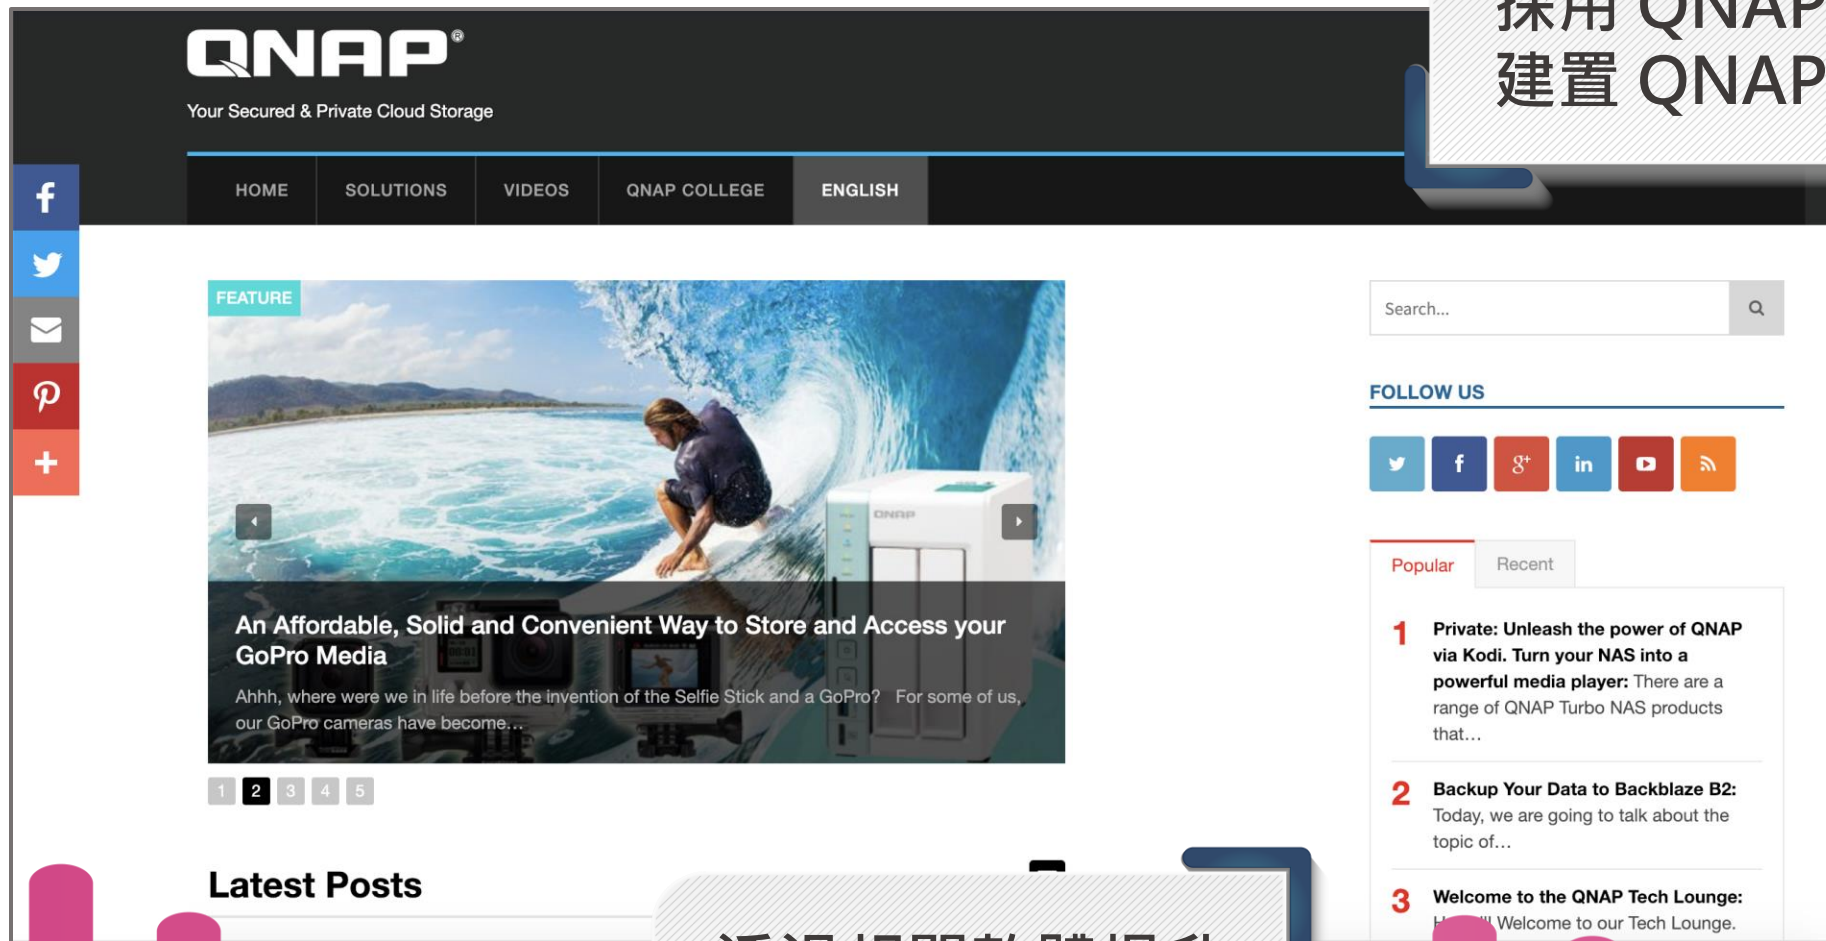 採用 QNAP
建置 QNAP
QNAP®
Your Secured & Private Cloud Storage
HOME
SOLUTIONS
VIDEOS
QNAP COLLEGE
ENGLISH
FEATURE
QNAP
An Affordable, Solid and Convenient Way to Store and Access your
GoPro Media
Ahhh, where were we in life before the invention of the Selfie Stick and a GoPro? For some of us,
our GoPro cameras have become...
1 2 3 4 5
Latest Posts
Search...
FOLLOW US
Popular
Recent
1 Private: Unleash the power of QNAP
via Kodi. Turn your NAS into a
powerful media player: There are a
range of QNAP Turbo NAS products
that...
2 Backup Your Data to Backblaze B2:
Today, we are going to talk about the
topic of...
3 Welcome to the QNAP Tech Lounge:
Welcome to our Tech Lounge.